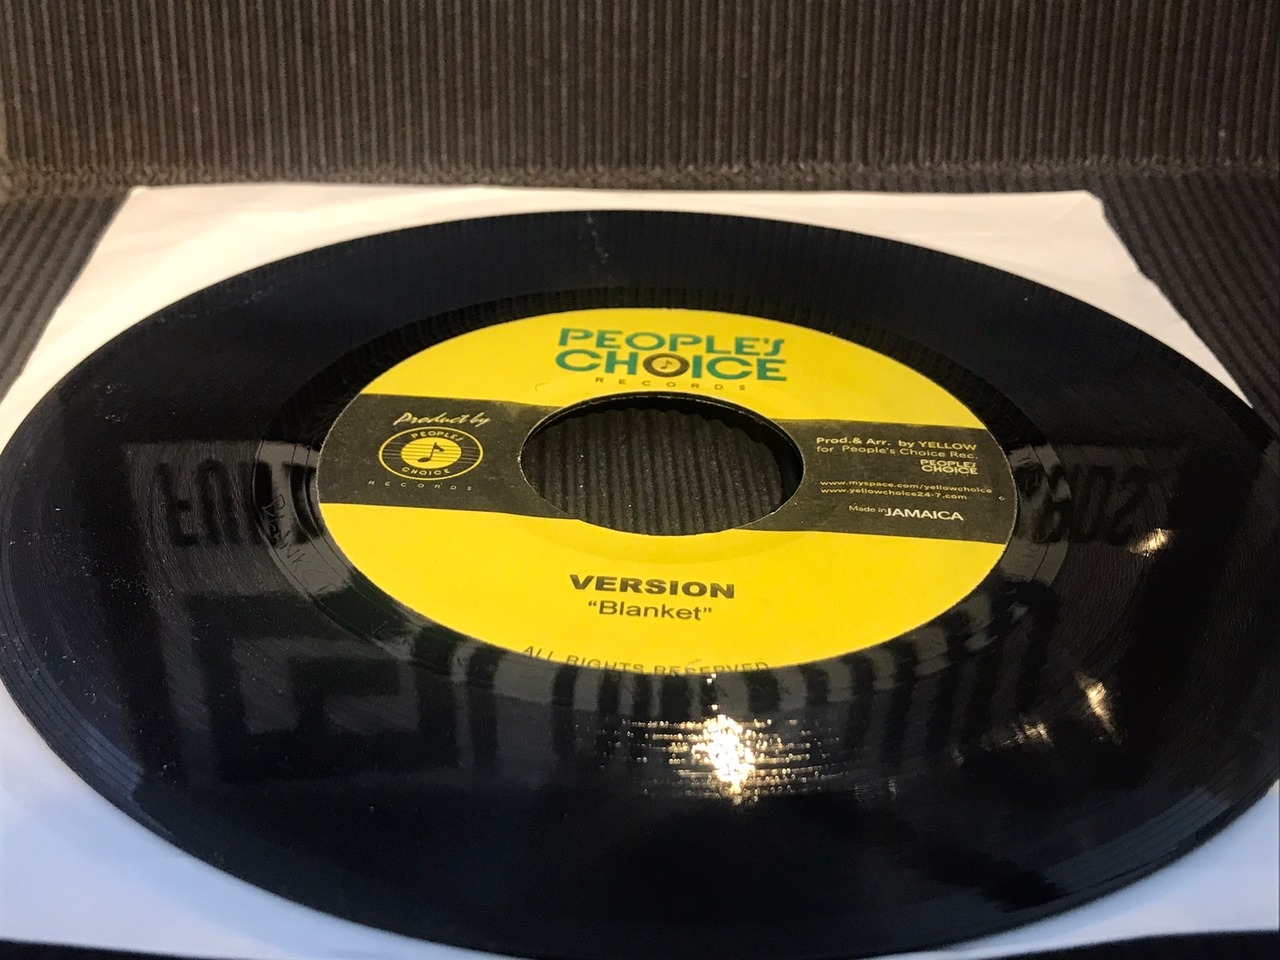 PEOPLE'S
CHOICE
RECORDS
Product by
PEOPLES
CHOICE
RECORDS
Prod.& Arr. by YELLOW
for People's Choice Rec.
PEOPLE'S
CHOICE
www.myspace.com/yellowchoice
www.yellowchoice24-7.com
Made in JAMAICA
VERSION
"Blanket"
ALL RIGHTS RESERVED